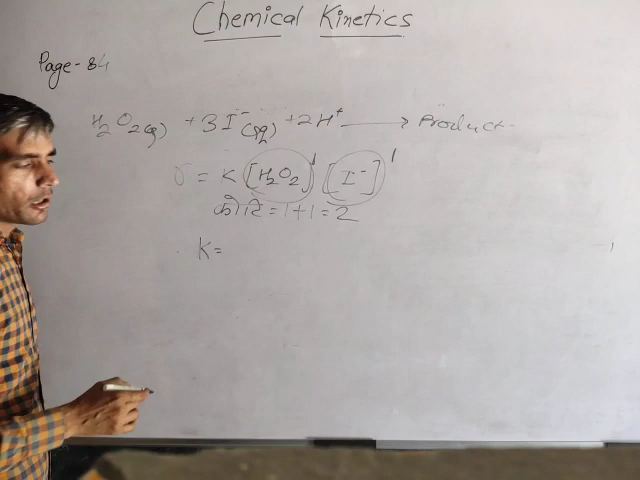 Chemical Kinetics
Page-84
H2O2(aq) + 3I⁻(aq) + 2H⁺ → Product
r = K [H2O2]¹ [I⁻]¹
कोटि = 1+1 = 2
K=